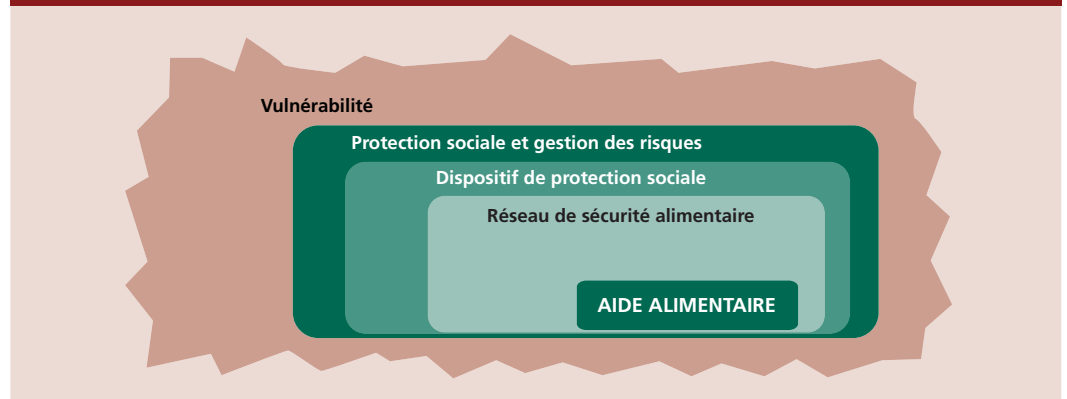 Vulnérabilité
Protection sociale et gestion des risques
Dispositif de protection sociale
Réseau de sécurité alimentaire
AIDE ALIMENTAIRE